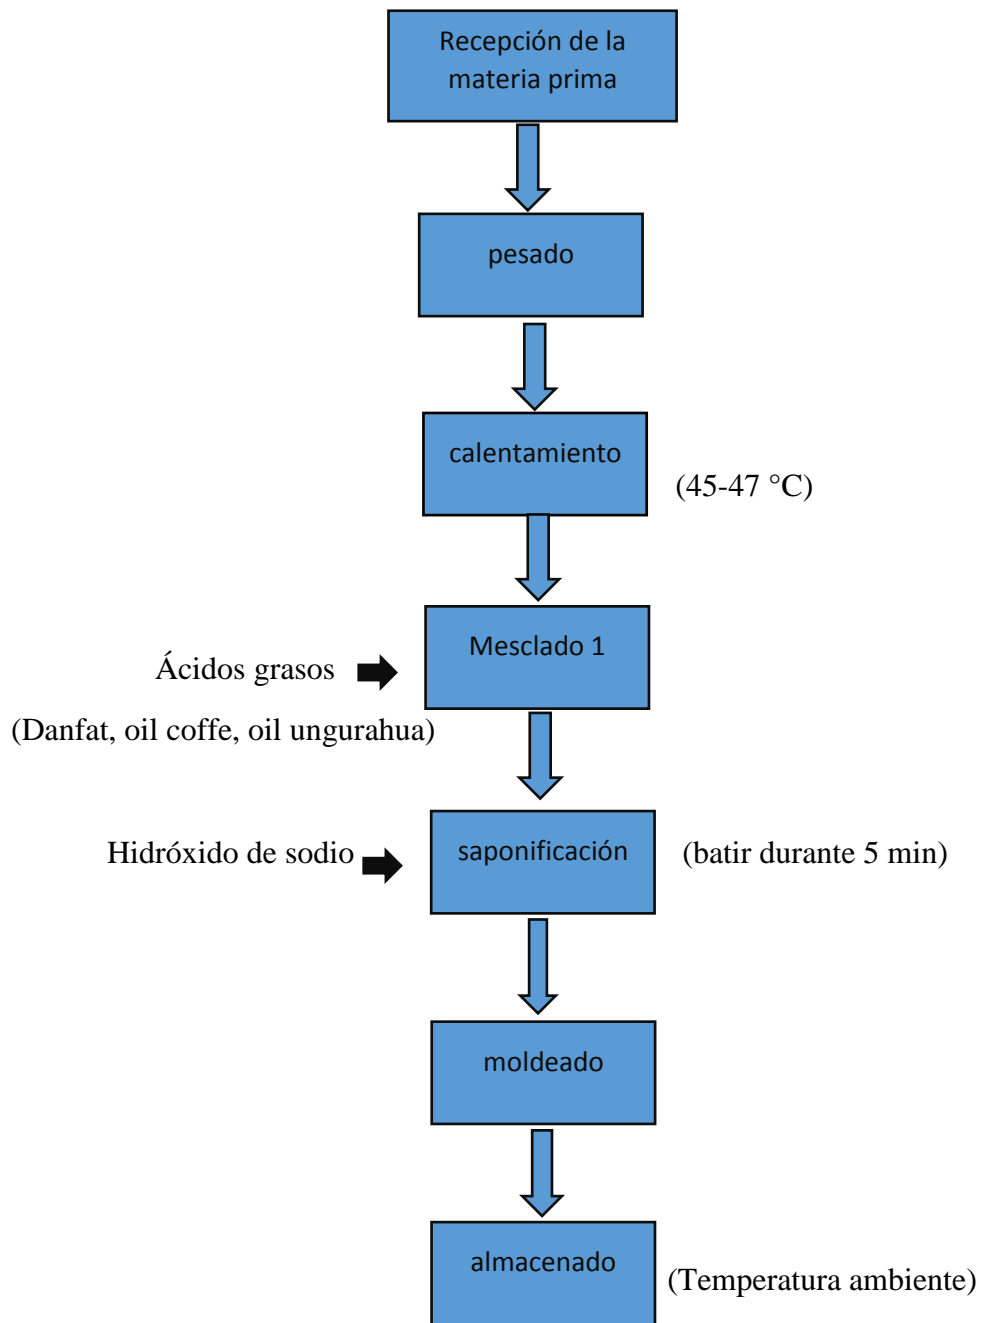 Recepción de la
materia prima
pesado
calentamiento
(45-47 °C)
Mesclado 1
Ácidos grasos
(Danfat, oil coffe, oil ungurahua)
Hidróxido de sodio
saponificación
(batir durante 5 min)
moldeado
almacenado
(Temperatura ambiente)